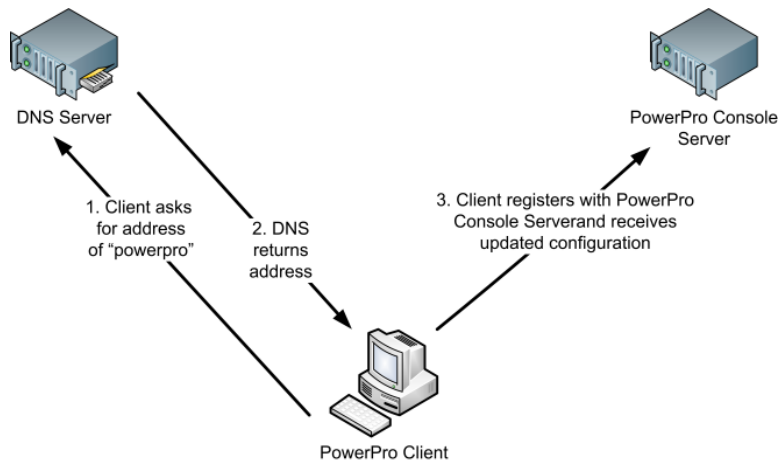 DNS Server
PowerPro Console
Server
1. Client asks
for address
of “powerpro”
2. DNS
returns
address
3. Client registers with PowerPro
Console Serverand receives
updated configuration
PowerPro Client